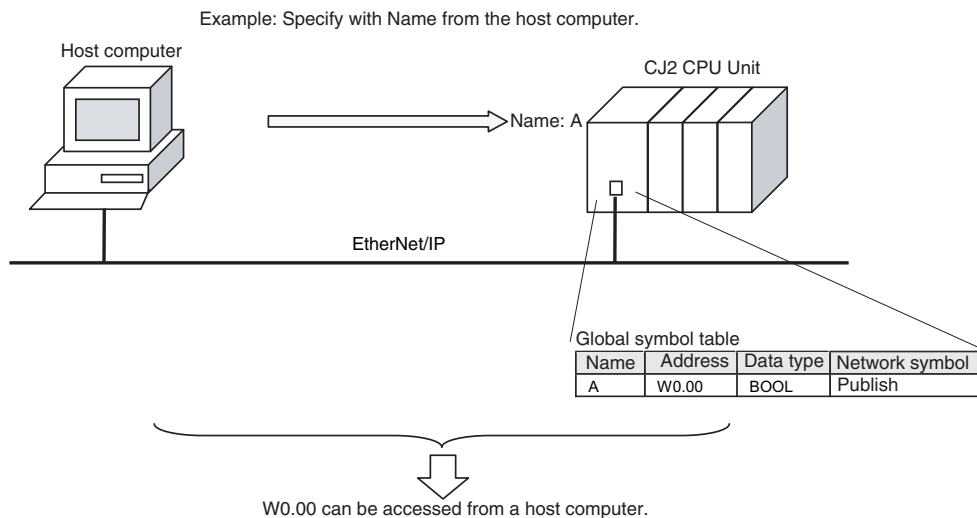 Example: Specify with Name from the host computer.
Host computer
CJ2 CPU Unit
Name: A
EtherNet/IP
Global symbol table
Name Address Data type Network symbol
A W0.00 BOOL Publish
W0.00 can be accessed from a host computer.